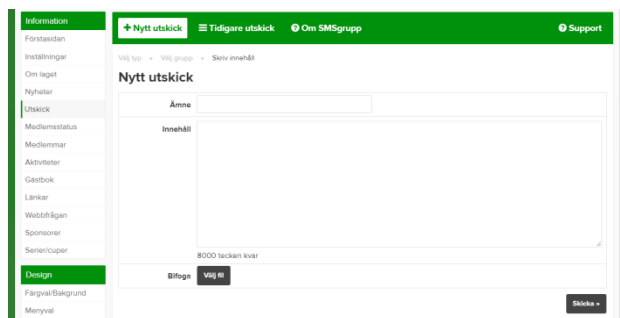 Information
Förstasidan
Inställningar
Om laget
Nyheter
Utskick
Medlemsstatus
Medlemmar
Aktiviteter
Gästbok
Länkar
Webbfrågan
Sponsorer
Serier/cuper
Design
Färgval/Bakgrund
Menyval
+ Nytt utskick Tidigare utskick ? Om SMSgrupp ? Support
Välj typ » Välj grupp » Skriv innehåll
Nytt utskick
Ämne
Innehåll
8000 tecken kvar
Bifoga Välj fil
Skicka »